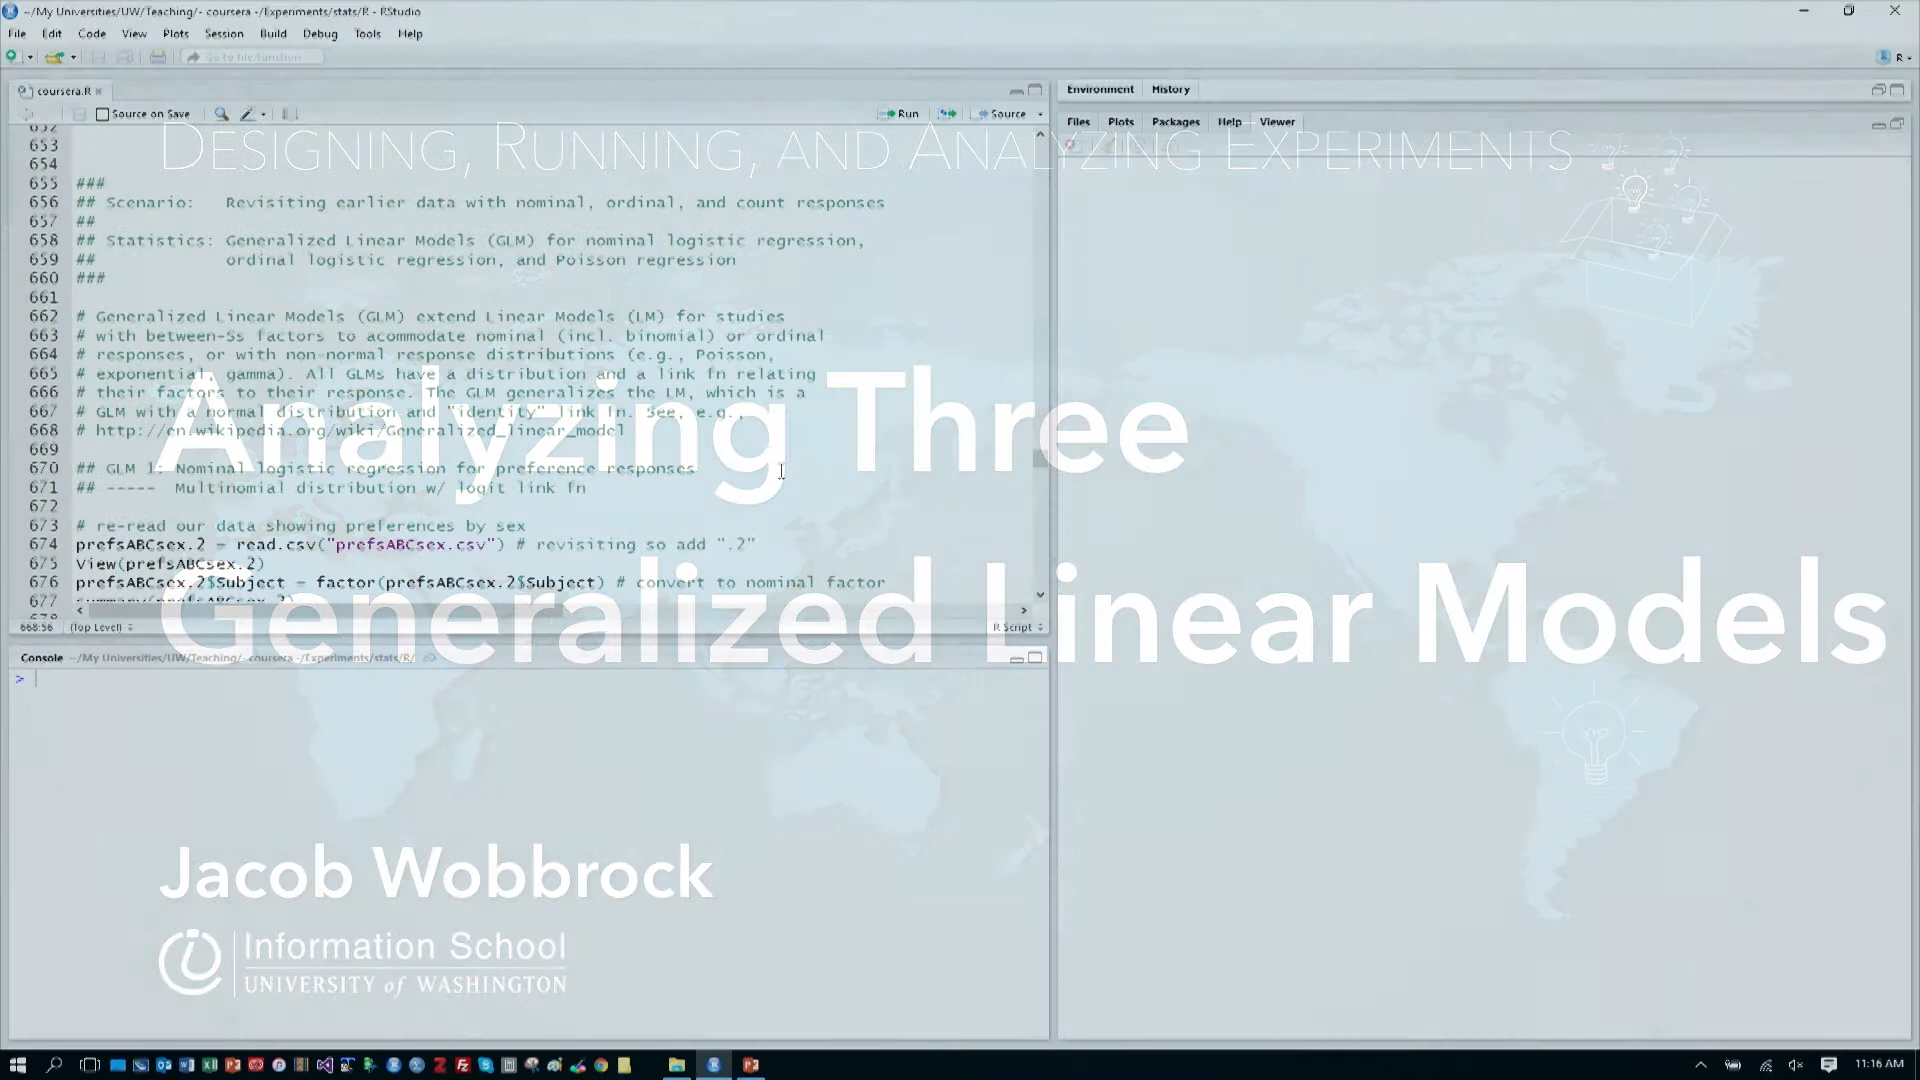 ~/My Universities/UW/Teaching/- coursera -/Experiments/stats/R - RStudio
File Edit Code View Plots Session Build Debug Tools Help
Go to file/function
R
coursera.R
Environment History
Source on Save
Run
Source
Files Plots Packages Help Viewer
DESIGNING, RUNNING, AND ANALYZING EXPERIMENTS
652
653
654
655 ###
656 ## Scenario: Revisiting earlier data with nominal, ordinal, and count responses
657 ##
658 ## Statistics: Generalized Linear Models (GLM) for nominal logistic regression,
659 ## ordinal logistic regression, and Poisson regression
660 ###
661
662 # Generalized Linear Models (GLM) extend Linear Models (LM) for studies
663 # with between-Ss factors to acommodate nominal (incl. binomial) or ordinal
664 # responses, or with non-normal response distributions (e.g., Poisson,
665 # exponential, gamma). All GLMs have a distribution and a link fn relating
666 # their factors to their response. The GLM generalizes the LM, which is a
667 # GLM with a normal distribution and "identity" link fn. See, e.g.,
668 # http://en.wikipedia.org/wiki/Generalized_linear_model
669
670 ## GLM 1: Nominal logistic regression for preference responses
671 ## ----- Multinomial distribution w/ logit link fn
672
673 # re-read our data showing preferences by sex
674 prefsABCsex.2 = read.csv("prefsABCsex.csv") # revisiting so add ".2"
675 View(prefsABCsex.2)
676 prefsABCsex.2$Subject = factor(prefsABCsex.2$Subject) # convert to nominal factor
677 summary(prefsABCsex.2)
678
Analyzing Three
Generalized Linear Models
668:56 (Top Level)
R Script
Console ~/My Universities/UW/Teaching/- coursera -/Experiments/stats/R/
>
Jacob Wobbrock
Information School
UNIVERSITY of WASHINGTON
11:16 AM